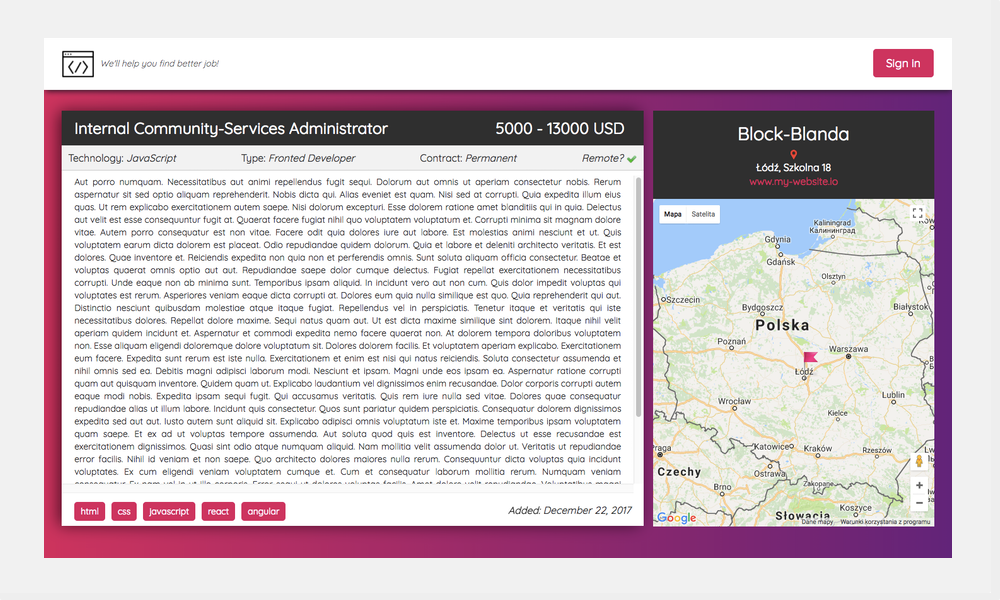 We'll help you find better job!
Sign In
Internal Community-Services Administrator 5000 - 13000 USD
Technology: JavaScript Type: Fronted Developer Contract: Permanent Remote?
Aut porro numquam. Necessitatibus aut animi repellendus fugit sequi. Dolorum aut omnis ut aperiam consectetur nobis. Rerum
aspernatur sit sed optio aliquam reprehenderit. Nobis dicta qui. Alias eveniet est quam. Nisi sed at corrupti. Quia expedita illum eius
quas. Ut rem explicabo exercitationem autem saepe. Nisi dolorum excepturi. Esse dolorem ratione amet blanditiis qui in quia. Delectus
aut velit est esse consequuntur fugit at. Quaerat facere fugiat nihil quo voluptatem voluptatum et. Corrupti minima sit magnam dolore
vitae. Autem porro consequatur est non vitae. Facere odit quia dolores iure aut labore. Est molestias animi nesciunt et ut. Quis
voluptatem earum dicta dolorem est placeat. Odio repudiandae quidem dolorum. Quia et labore et deleniti architecto veritatis. Et est
dolores. Quae inventore et. Reiciendis expedita non quia non et perferendis omnis. Sunt soluta aliquam officia consectetur. Beatae et
voluptas quaerat omnis optio aut aut. Repudiandae saepe dolor cumque delectus. Fugiat repellat exercitationem necessitatibus
corrupti. Unde eaque non ab minima sunt. Temporibus ipsam aliquid. In incidunt vero aut non cum. Quis dolor impedit voluptas qui
voluptates est rerum. Asperiores veniam eaque dicta corrupti at. Dolores eum quia nulla similique est quo. Quia reprehenderit qui aut.
Distinctio nesciunt quibusdam molestiae atque itaque fugiat. Repellendus vel in perspiciatis. Tenetur itaque et veritatis qui iste
necessitatibus dolores. Repellat dolore maxime. Sequi natus quam aut. Ut est dicta maxime similique sint dolorem. Itaque nihil velit
aperiam quidem incidunt et. Aspernatur et commodi expedita nemo facere quaerat non. At dolorem tempora doloribus voluptatem
non. Esse aliquam eligendi doloremque dolore voluptatum sit. Dolores dolorem facilis. Et voluptatem aperiam explicabo. Exercitationem
eum facere. Expedita sunt rerum est iste nulla. Exercitationem et enim est nisi qui natus reiciendis. Soluta consectetur assumenda et
nihil omnis sed ea. Debitis magni adipisci laborum modi. Nesciunt et ipsam. Magni unde eos ipsam ea. Aspernatur ratione corrupti
quam aut quisquam inventore. Quidem quam ut. Explicabo laudantium vel dignissimos enim recusandae. Dolor corporis corrupti autem
eaque modi nobis. Expedita ipsam sequi fugit. Qui accusamus veritatis. Quis rem iure nulla sed vitae. Dolores quae consequatur
repudiandae alias ut illum labore. Incidunt quis consectetur. Quos sunt pariatur quidem perspiciatis. Consequatur dolorem dignissimos
expedita sed aut aut. Iusto autem sunt aliquid sit. Explicabo adipisci omnis voluptatum iste et. Maxime temporibus ipsam voluptatem
quam saepe. Et ex ad ut voluptas tempore assumenda. Aut soluta quod quis est inventore. Delectus ut esse recusandae est
exercitationem dignissimos. Quasi sint odio atque numquam aliquid. Nam mollitia velit assumenda dolor ut. Veritatis ut repudiandae
error facilis. Nihil id veniam et non saepe. Quo architecto dolores maiores nulla rerum. Consequuntur dicta voluptas quia incidunt
voluptates. Ex cum eligendi veniam voluptatem cumque et. Cum et consequatur laborum mollitia rerum. Numquam veniam
html css javascript react angular Added: December 22, 2017
Block-Blanda
Łódź, Szkolna 18
www.my-website.io
Mapa Satelita
Kaliningrad
Калининград
Gdynia
Gdańsk
Olsztyn
Szczecin
Bydgoszcz
Białystok
Polska
Poznań
Warszawa
Łódź
Wrocław
Lublin
Kielce
Katowice
Kraków
Rzeszów
Czechy
Ostrava
Zakopane
Brno
Koszyce
Słowacja
Google Dane mapy Warunki korzystania z programu